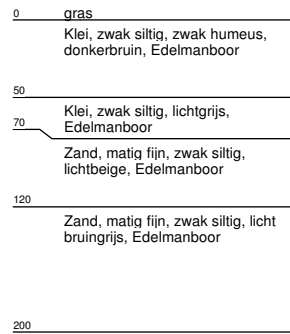 0 gras
Klei, zwak siltig, zwak humeus,
donkerbruin, Edelmanboor
50
Klei, zwak siltig, lichtgrijs,
70 Edelmanboor
Zand, matig fijn, zwak siltig,
lichtbeige, Edelmanboor
120
Zand, matig fijn, zwak siltig, licht
bruingrijs, Edelmanboor
200